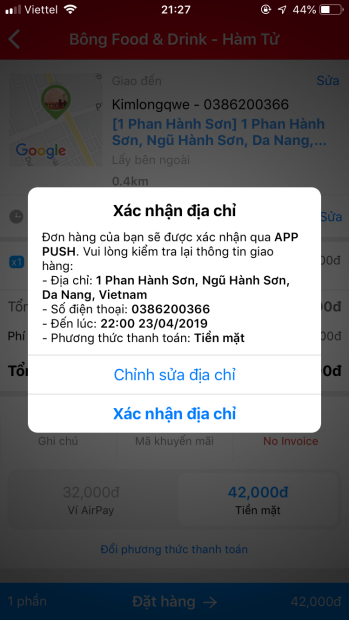 Viettel 21:27 44%
Bông Food & Drink - Hàm Tử
Giao đến Sửa
Kimlongqwe - 0386200366
[1 Phan Hành Sơn] 1 Phan Hành
Sơn, Ngũ Hành Sơn, Da Nang,...
Lấy bên ngoài
0.4km
Google
Sửa
Xác nhận địa chỉ
Đơn hàng của bạn sẽ được xác nhận qua APP
PUSH. Vui lòng kiểm tra lại thông tin giao
hàng:
- Địa chỉ: 1 Phan Hành Sơn, Ngũ Hành Sơn,
Da Nang, Vietnam
- Số điện thoại: 0386200366
- Đến lúc: 22:00 23/04/2019
- Phương thức thanh toán: Tiền mặt
x1
Phí
Chỉnh sửa địa chỉ
Xác nhận địa chỉ
Ghi chú Mã khuyến mãi No Invoice
32,000đ 42,000đ
Ví AirPay Tiền mặt
Đổi phương thức thanh toán
1 phần Đặt hàng → 42,000đ